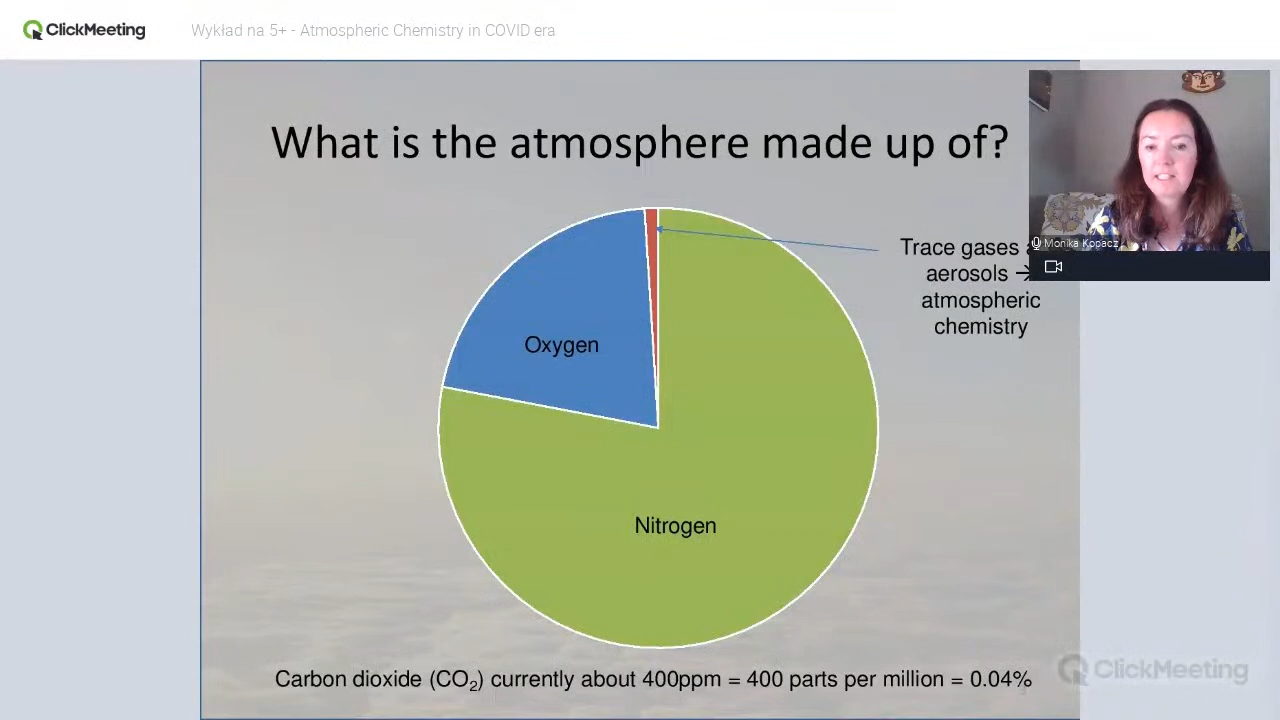 ClickMeeting
Wykład na 5+ - Atmospheric Chemistry in COVID era
What is the atmosphere made up of?
Monika Kopacz
Trace gases
aerosols →
atmospheric
chemistry
Oxygen
Nitrogen
Carbon dioxide (CO₂) currently about 400ppm = 400 parts per million = 0.04%
ClickMeeting